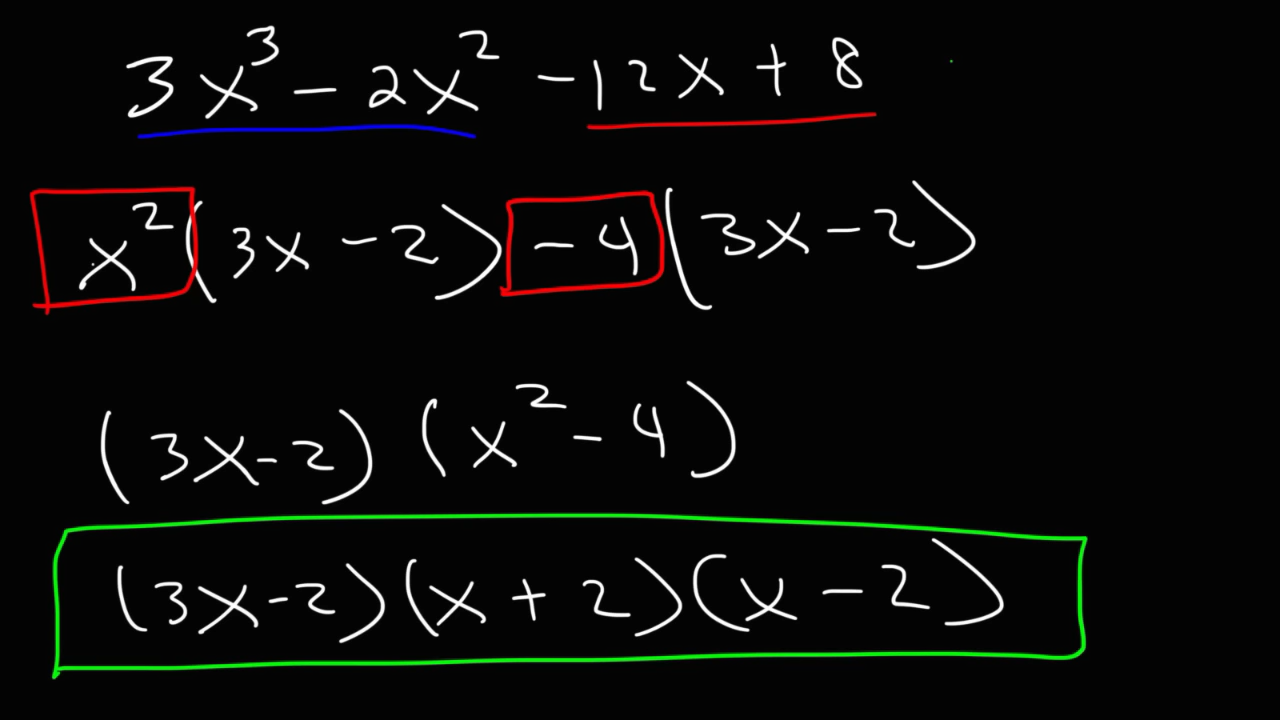 3x³ - 2x² - 12x + 8
x²(3x - 2) - 4(3x - 2)
(3x - 2)(x² - 4)
(3x - 2)(x + 2)(x - 2)